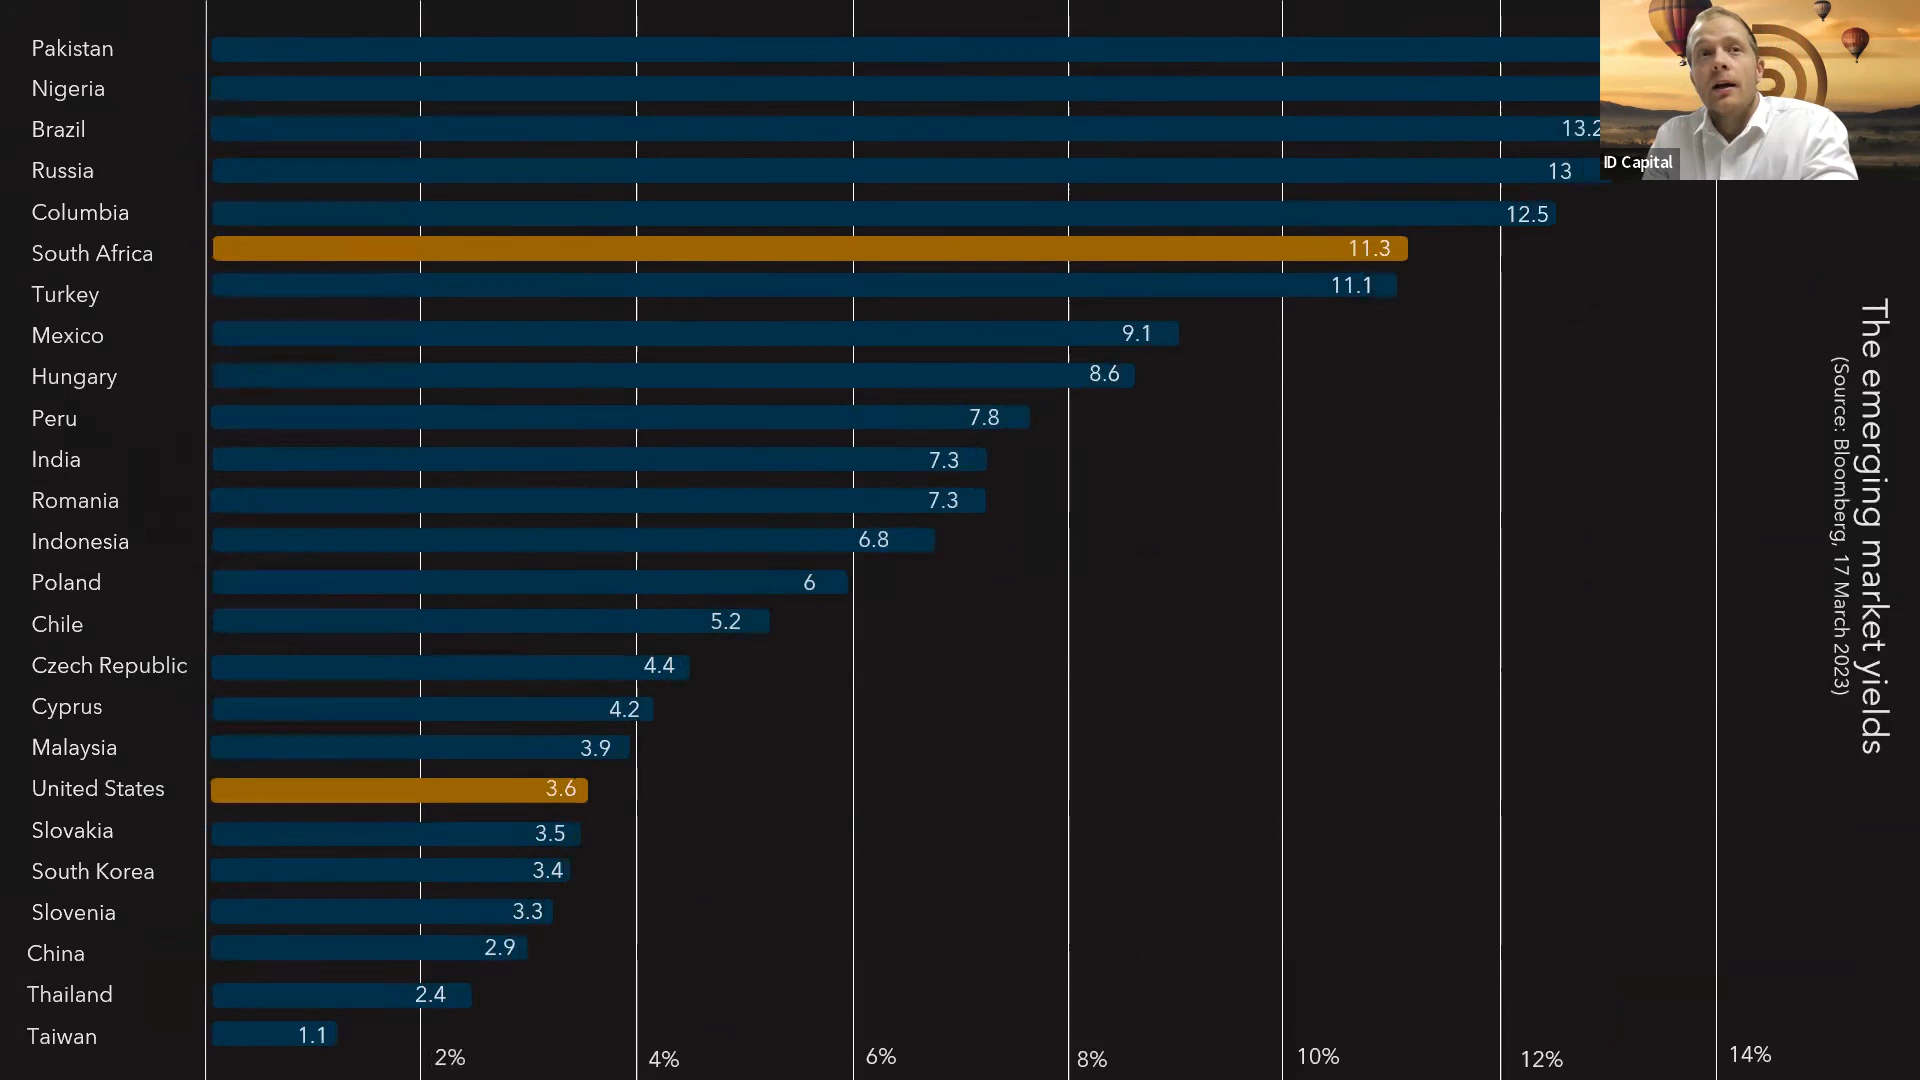 Pakistan
Nigeria
Brazil 13.2
Russia 13
Columbia 12.5
South Africa 11.3
Turkey 11.1
Mexico 9.1
Hungary 8.6
Peru 7.8
India 7.3
Romania 7.3
Indonesia 6.8
Poland 6
Chile 5.2
Czech Republic 4.4
Cyprus 4.2
Malaysia 3.9
United States 3.6
Slovakia 3.5
South Korea 3.4
Slovenia 3.3
China 2.9
Thailand 2.4
Taiwan 1.1
2% 4% 6% 8% 10% 12% 14%
The emerging market yields
(Source: Bloomberg, 17 March 2023)
ID Capital